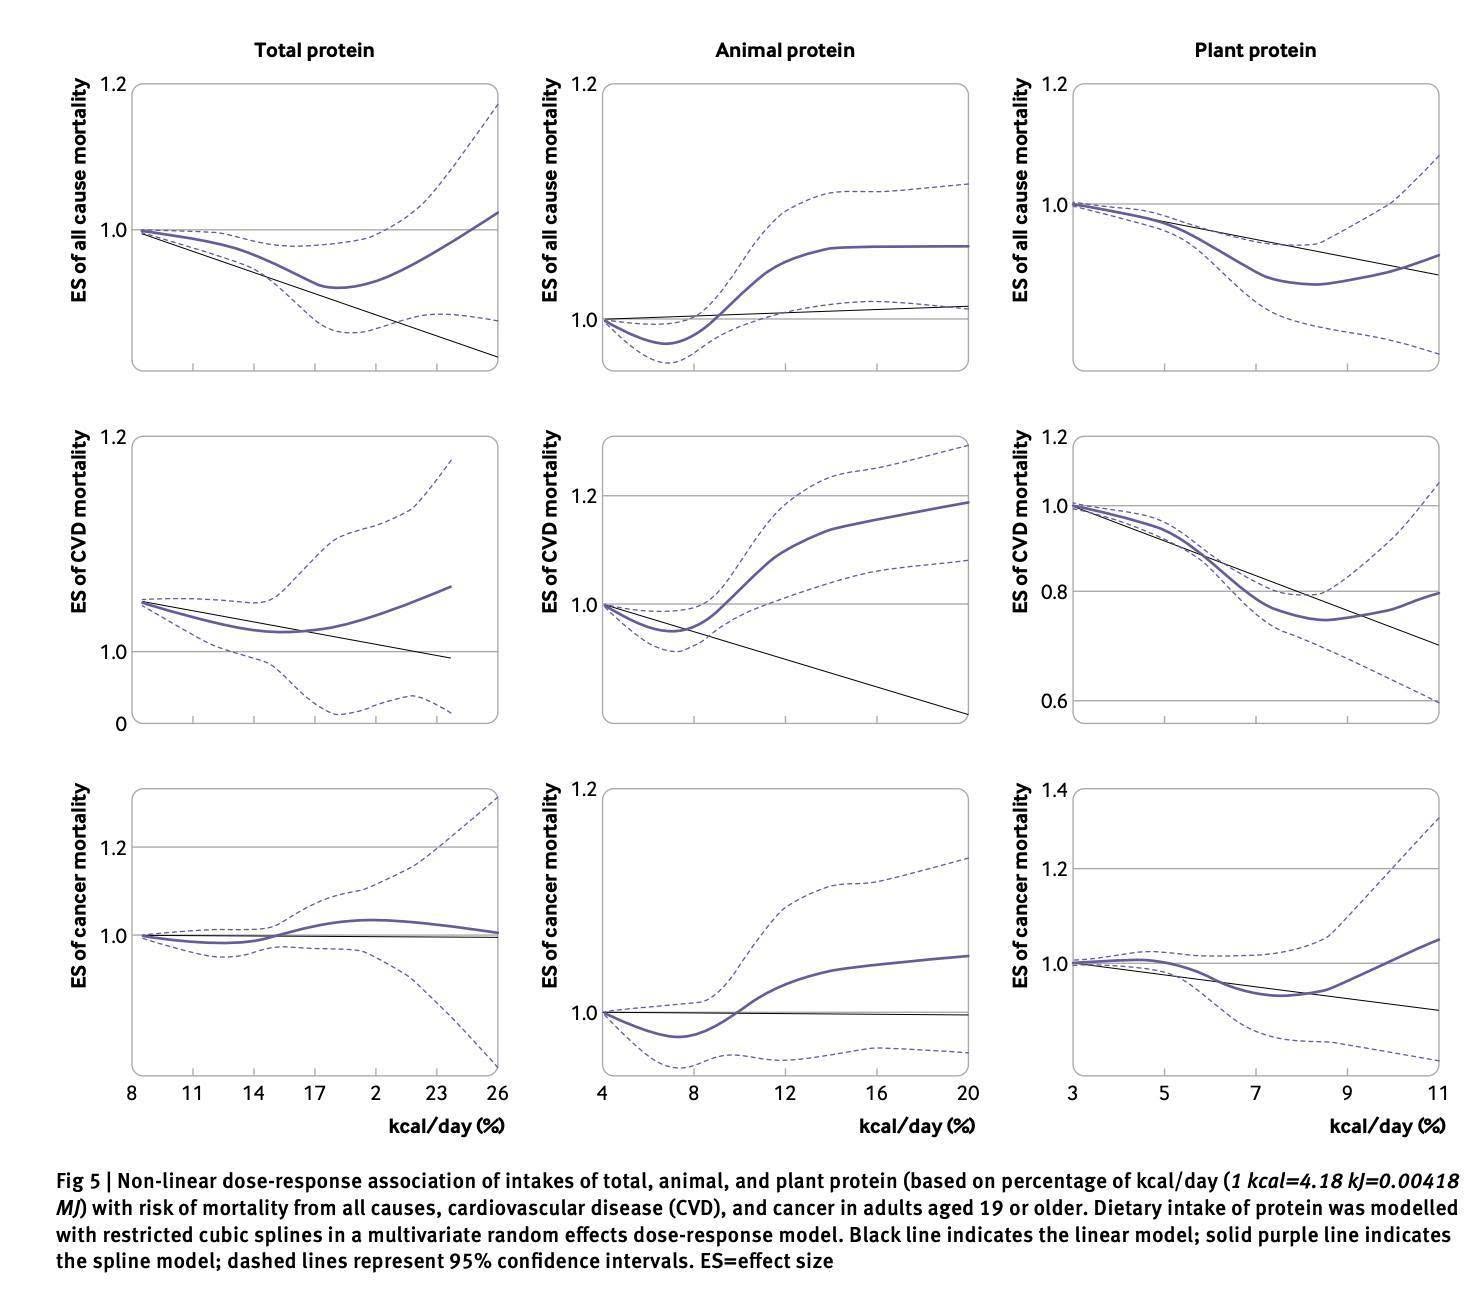 Total protein
Animal protein
Plant protein
ES of all cause mortality
1.2
1.0
ES of all cause mortality
1.2
1.0
ES of all cause mortality
1.2
1.0
ES of CVD mortality
1.2
1.0
0
ES of CVD mortality
1.2
1.0
ES of CVD mortality
1.2
1.0
0.8
0.6
ES of cancer mortality
1.2
1.0
8 11 14 17 2 23 26
kcal/day (%)
ES of cancer mortality
1.2
1.0
4 8 12 16 20
kcal/day (%)
ES of cancer mortality
1.4
1.2
1.0
3 5 7 9 11
kcal/day (%)
Fig 5 | Non-linear dose-response association of intakes of total, animal, and plant protein (based on percentage of kcal/day (1 kcal=4.18 kJ=0.00418
MJ) with risk of mortality from all causes, cardiovascular disease (CVD), and cancer in adults aged 19 or older. Dietary intake of protein was modelled
with restricted cubic splines in a multivariate random effects dose-response model. Black line indicates the linear model; solid purple line indicates
the spline model; dashed lines represent 95% confidence intervals. ES=effect size